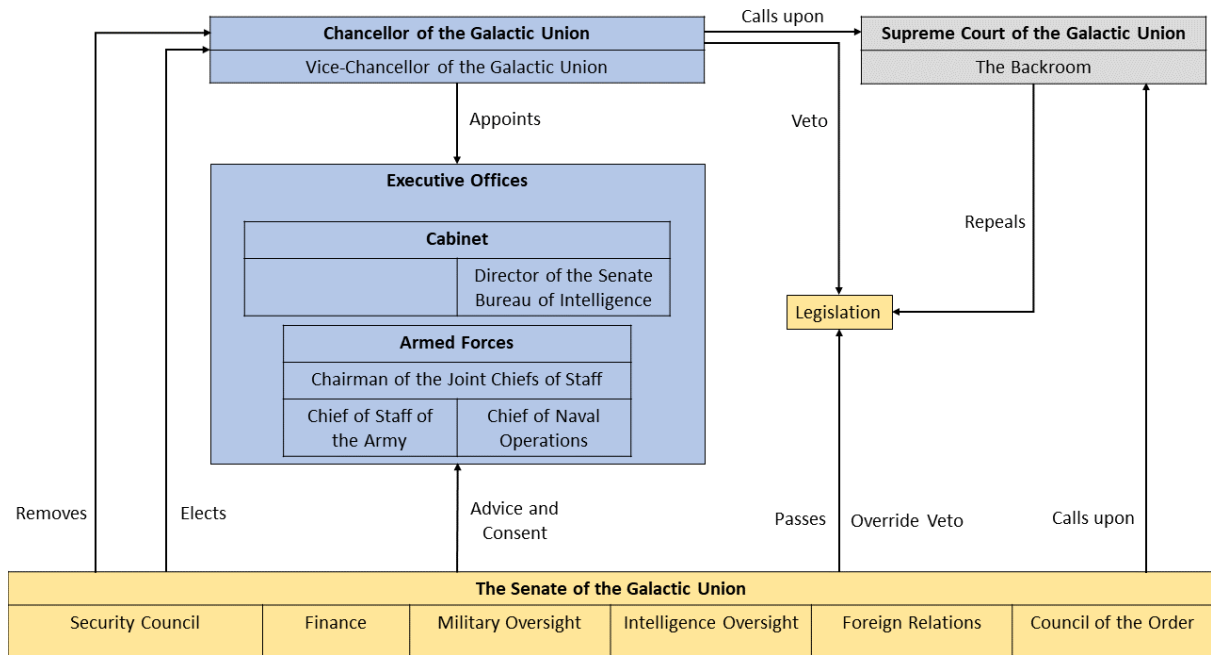 Calls upon
Chancellor of the Galactic Union
Supreme Court of the Galactic Union
Vice-Chancellor of the Galactic Union
The Backroom
Appoints
Veto
Executive Offices
Repeals
Cabinet
Director of the Senate
Bureau of Intelligence
Legislation
Armed Forces
Chairman of the Joint Chiefs of Staff
Chief of Staff of
the Army
Chief of Naval
Operations
Removes
Elects
Advice and
Consent
Passes
Override Veto
Calls upon
The Senate of the Galactic Union
Security Council
Finance
Military Oversight
Intelligence Oversight
Foreign Relations
Council of the Order